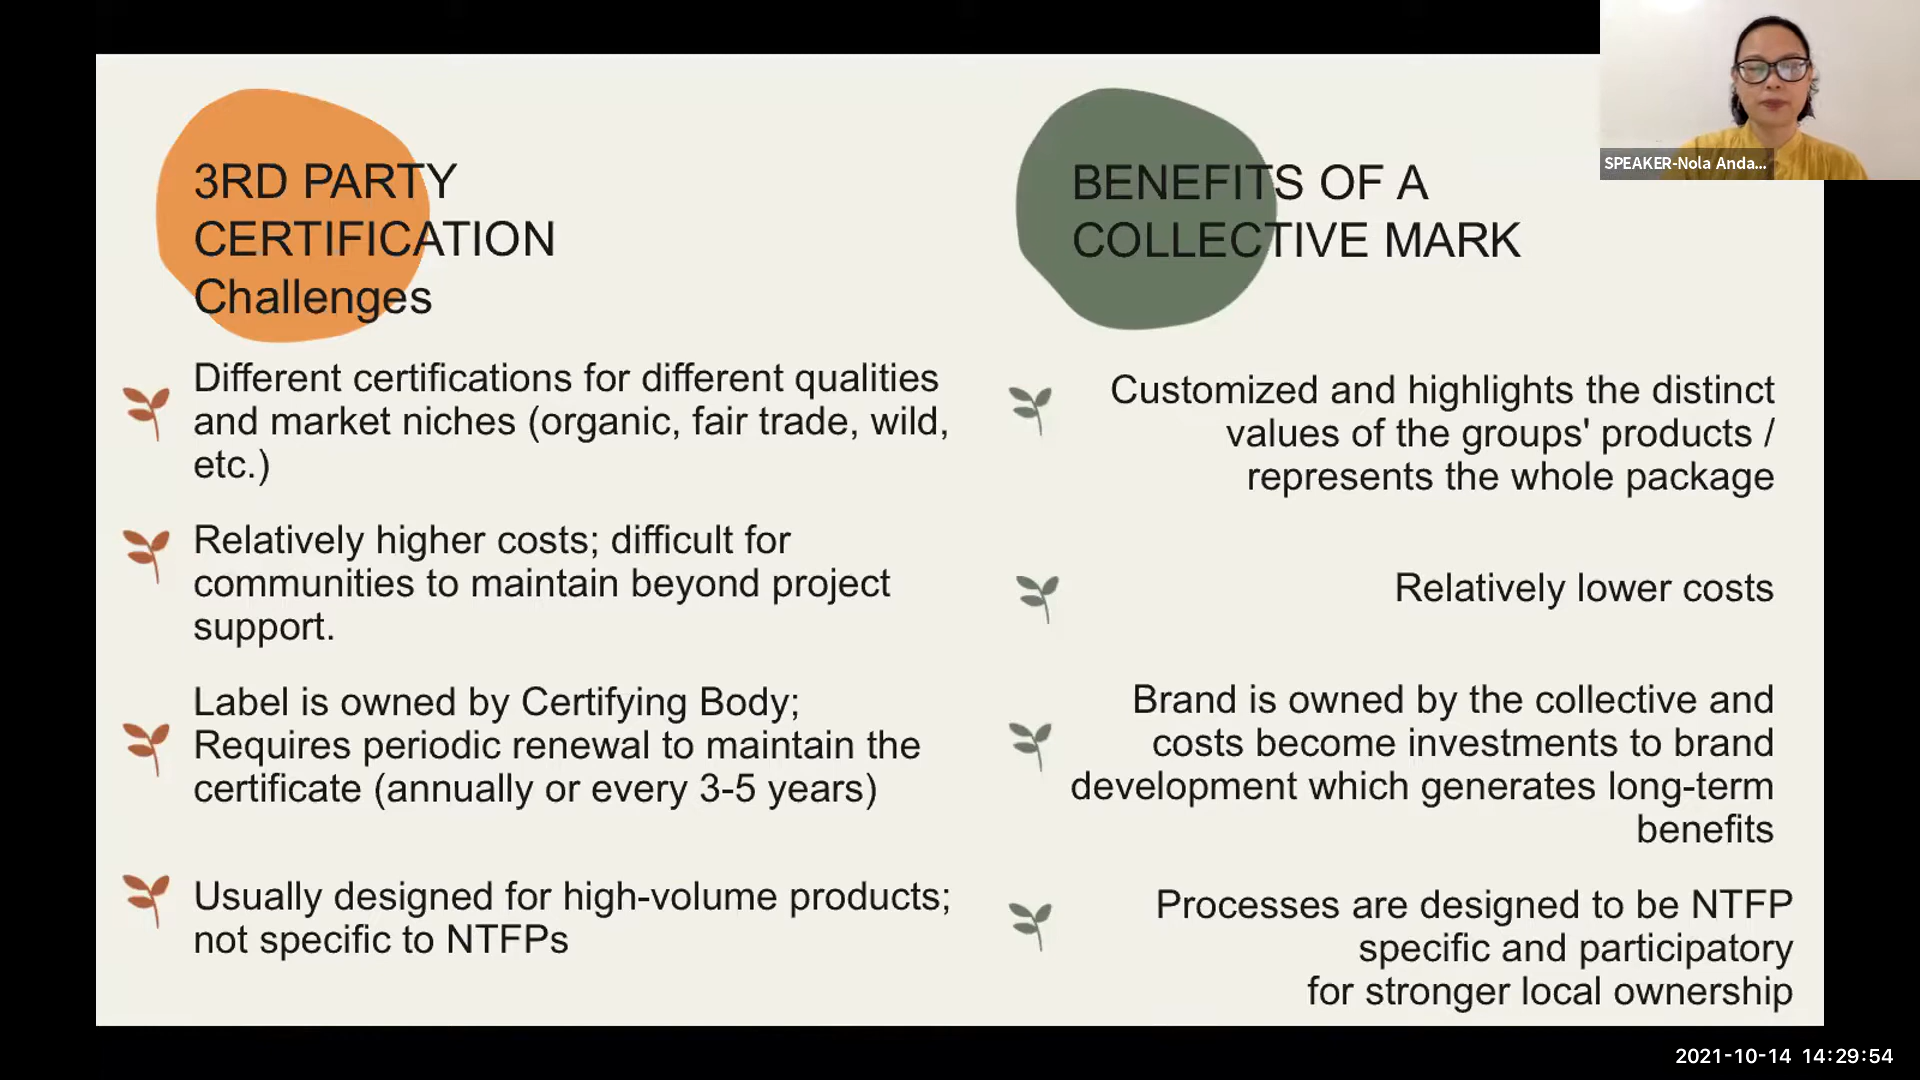 3RD PARTY
CERTIFICATION
Challenges
Different certifications for different qualities
and market niches (organic, fair trade, wild,
etc.)
Relatively higher costs; difficult for
communities to maintain beyond project
support.
Label is owned by Certifying Body;
Requires periodic renewal to maintain the
certificate (annually or every 3-5 years)
Usually designed for high-volume products;
not specific to NTFPs
BENEFITS OF A
COLLECTIVE MARK
Customized and highlights the distinct
values of the groups' products /
represents the whole package
Relatively lower costs
Brand is owned by the collective and
costs become investments to brand
development which generates long-term
benefits
Processes are designed to be NTFP
specific and participatory
for stronger local ownership
SPEAKER-Nola Anda...
2021-10-14 14:29:54